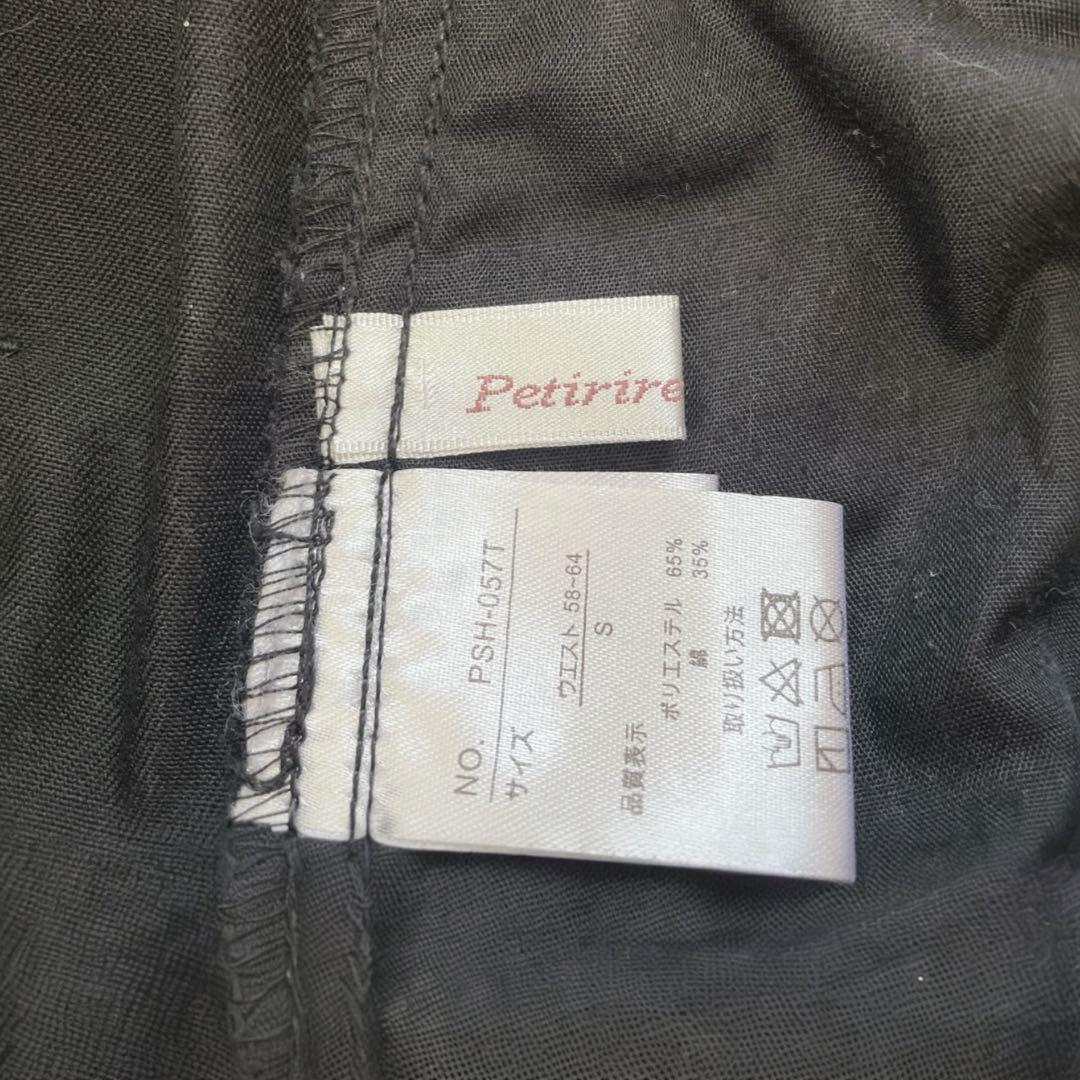 Petirire
NO. PSH-057T
サイズ
ウエスト 58~64
S
品質表示
ポリエステル 65%
綿 35%
取り扱い方法